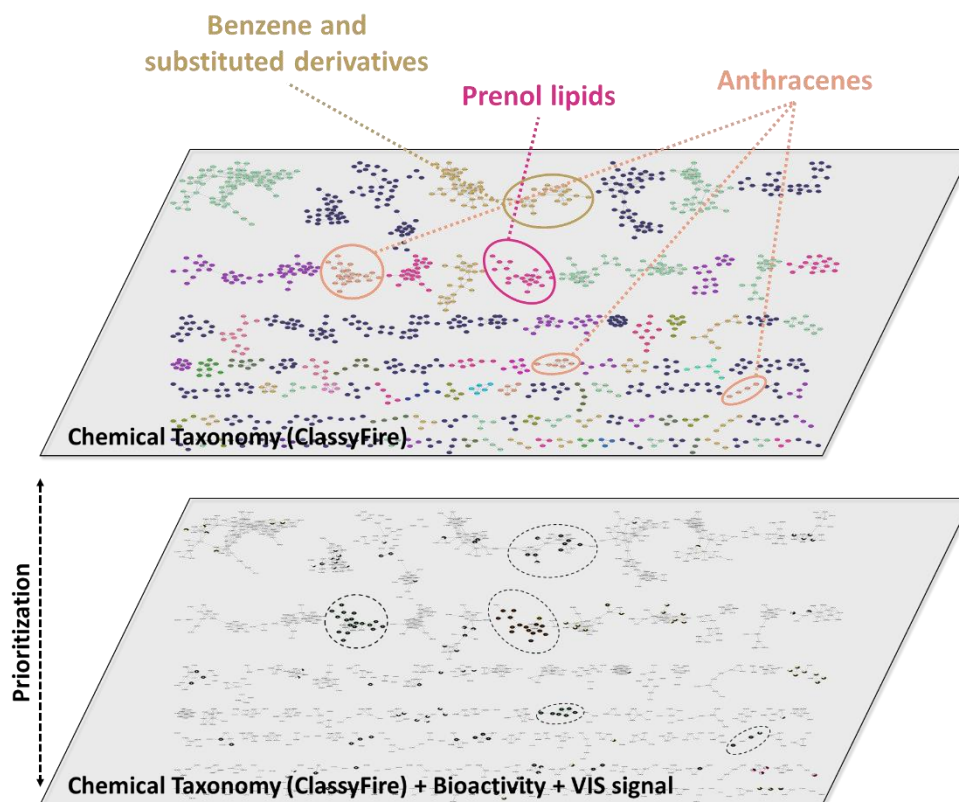 Benzene and
substituted derivatives
Prenol lipids
Anthracenes
Chemical Taxonomy (ClassyFire)
Prioritization
Chemical Taxonomy (ClassyFire) + Bioactivity + VIS signal